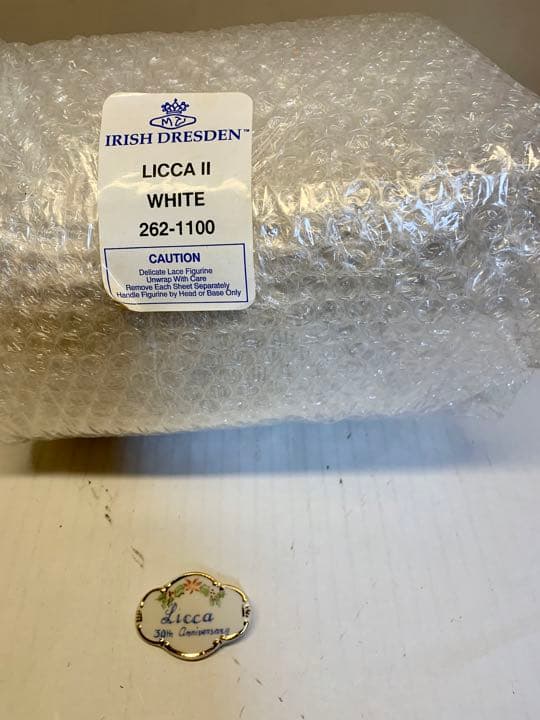 MZ
IRISH DRESDEN™
LICCA II
WHITE
262-1100
CAUTION
Delicate Lace Figurine
Unwrap With Care
Remove Each Sheet Separately
Handle Figurine by Head or Base Only
Licca
30th Anniversary